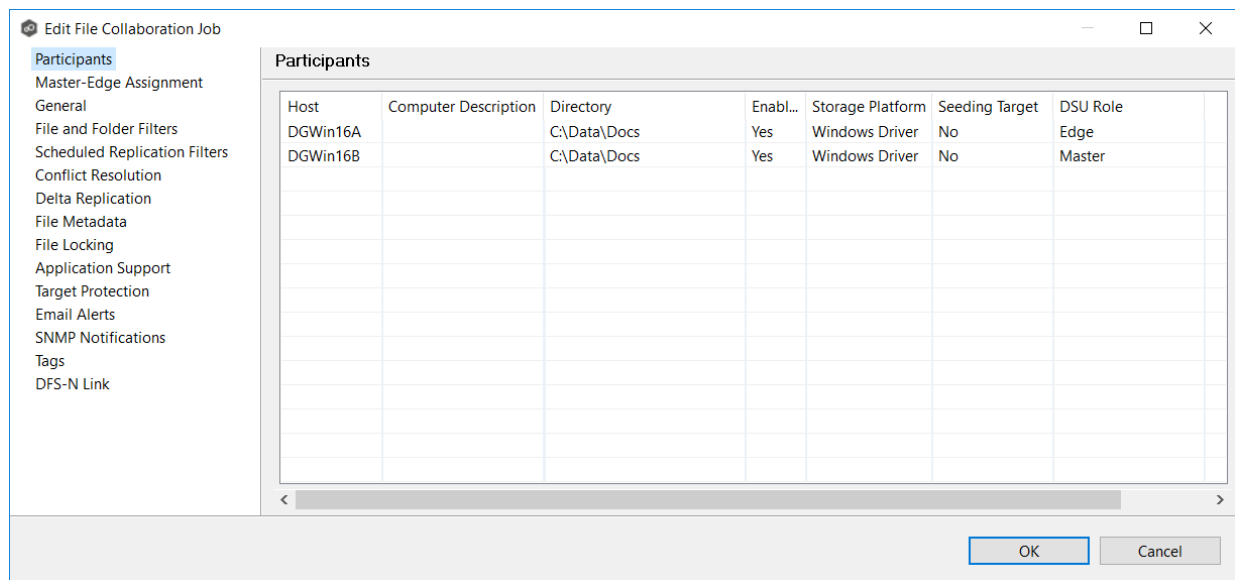 Edit File Collaboration Job
Participants
Master-Edge Assignment
General
File and Folder Filters
Scheduled Replication Filters
Conflict Resolution
Delta Replication
File Metadata
File Locking
Application Support
Target Protection
Email Alerts
SNMP Notifications
Tags
DFS-N Link
Participants
Host Computer Description Directory Enabl... Storage Platform Seeding Target DSU Role
DGWin16A C:\Data\Docs Yes Windows Driver No Edge
DGWin16B C:\Data\Docs Yes Windows Driver No Master
OK Cancel